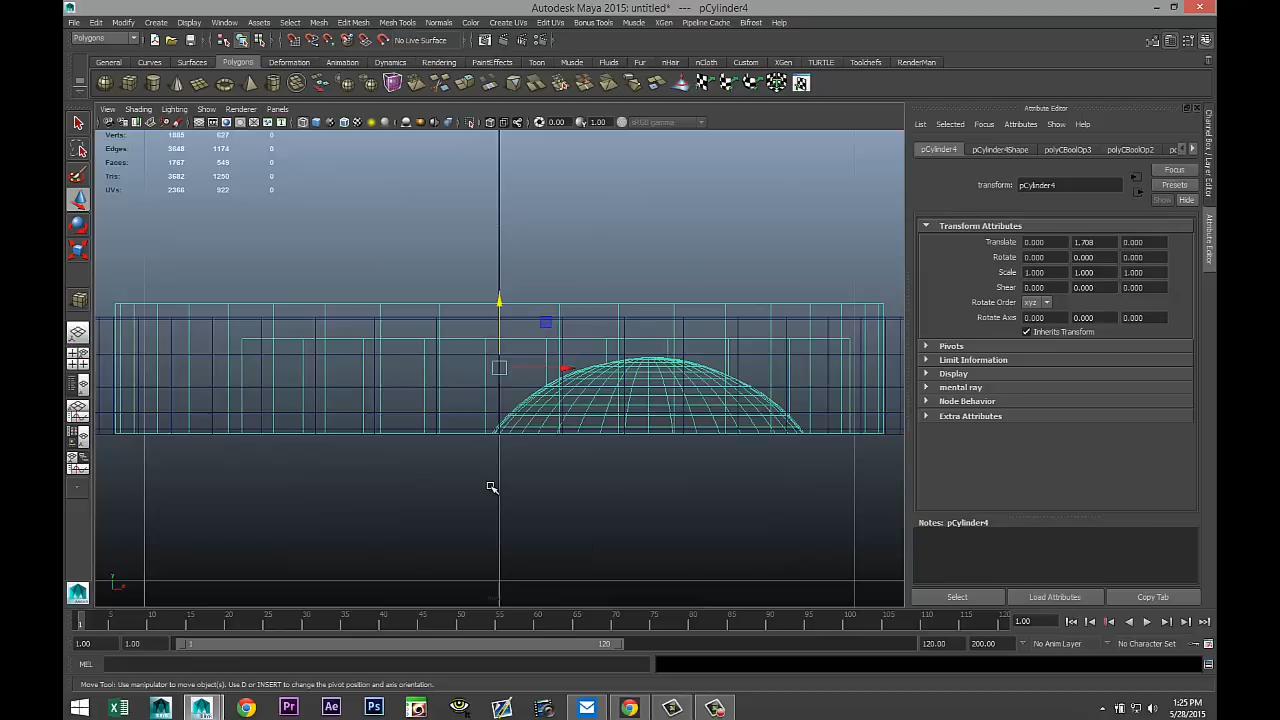 Autodesk Maya 2015: untitled* --- pCylinder4
File Edit Modify Create Display Window Assets Select Mesh Edit Mesh Mesh Tools Normals Color Create UVs Edit UVs Bonus Tools Muscle XGen Pipeline Cache Bifrost Help
Polygons No Live Surface
General Curves Surfaces Polygons Deformation Animation Dynamics Rendering PaintEffects Toon Muscle Fluids Fur nHair nCloth Custom XGen TURTLE Toolchefs RenderMan
View Shading Lighting Show Renderer Panels
0.00 1.00 sRGB gamma
Verts: 1885 627 0
Edges: 3648 1174 0
Faces: 1767 549 0
Tris: 3682 1250 0
UVs: 2366 922 0
Attribute Editor
List Selected Focus Attributes Show Help
pCylinder4 pCylinder4Shape polyCBoolOp3 polyCBoolOp2
Focus
transform: pCylinder4 Presets
Show Hide
Transform Attributes
Translate 0.000 1.708 0.000
Rotate 0.000 0.000 0.000
Scale 1.000 1.000 1.000
Shear 0.000 0.000 0.000
Rotate Order xyz
Rotate Axis 0.000 0.000 0.000
Inherits Transform
Pivots
Limit Information
Display
mental ray
Node Behavior
Extra Attributes
Notes: pCylinder4
Select Load Attributes Copy Tab
Channel Box / Layer Editor
Attribute Editor
5 10 15 20 25 30 35 40 45 50 55 60 65 70 75 80 85 90 95 100 105 110 115 120
1 1.00
1.00 1.00 1 120 120.00 200.00 No Anim Layer No Character Set
MEL
Move Tool: Use manipulator to move object(s). Use D or INSERT to change the pivot position and axis orientation.
1:25 PM
5/28/2015